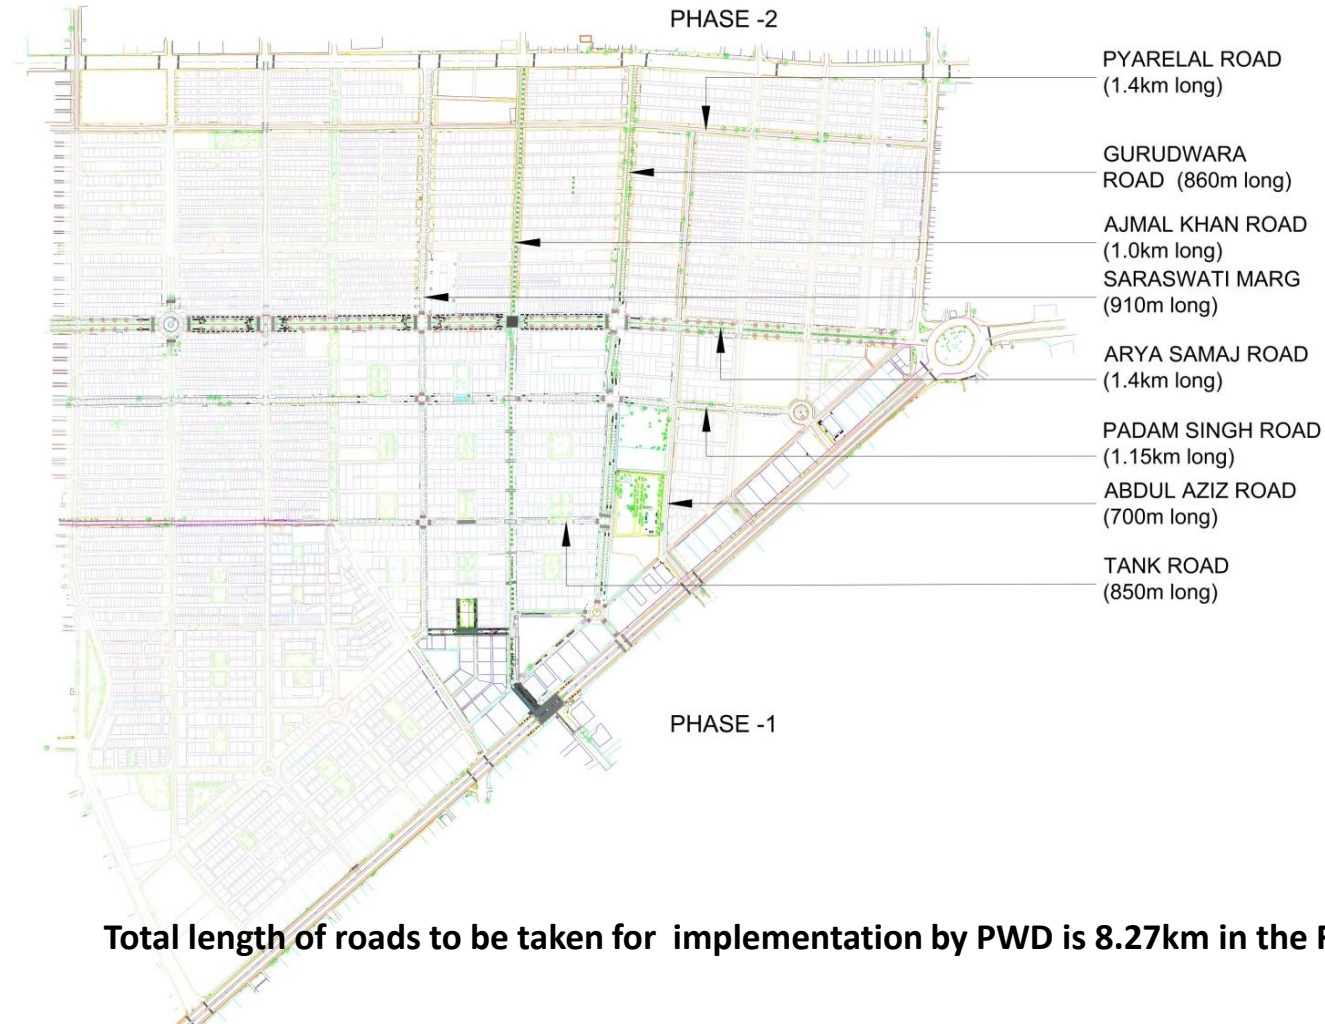 PHASE -2
PYARELAL ROAD
(1.4km long)
GURUDWARA
ROAD (860m long)
AJMAL KHAN ROAD
(1.0km long)
SARASWATI MARG
(910m long)
ARYA SAMAJ ROAD
(1.4km long)
PADAM SINGH ROAD
(1.15km long)
ABDUL AZIZ ROAD
(700m long)
TANK ROAD
(850m long)
PHASE -1
Total length of roads to be taken for implementation by PWD is 8.27km in the